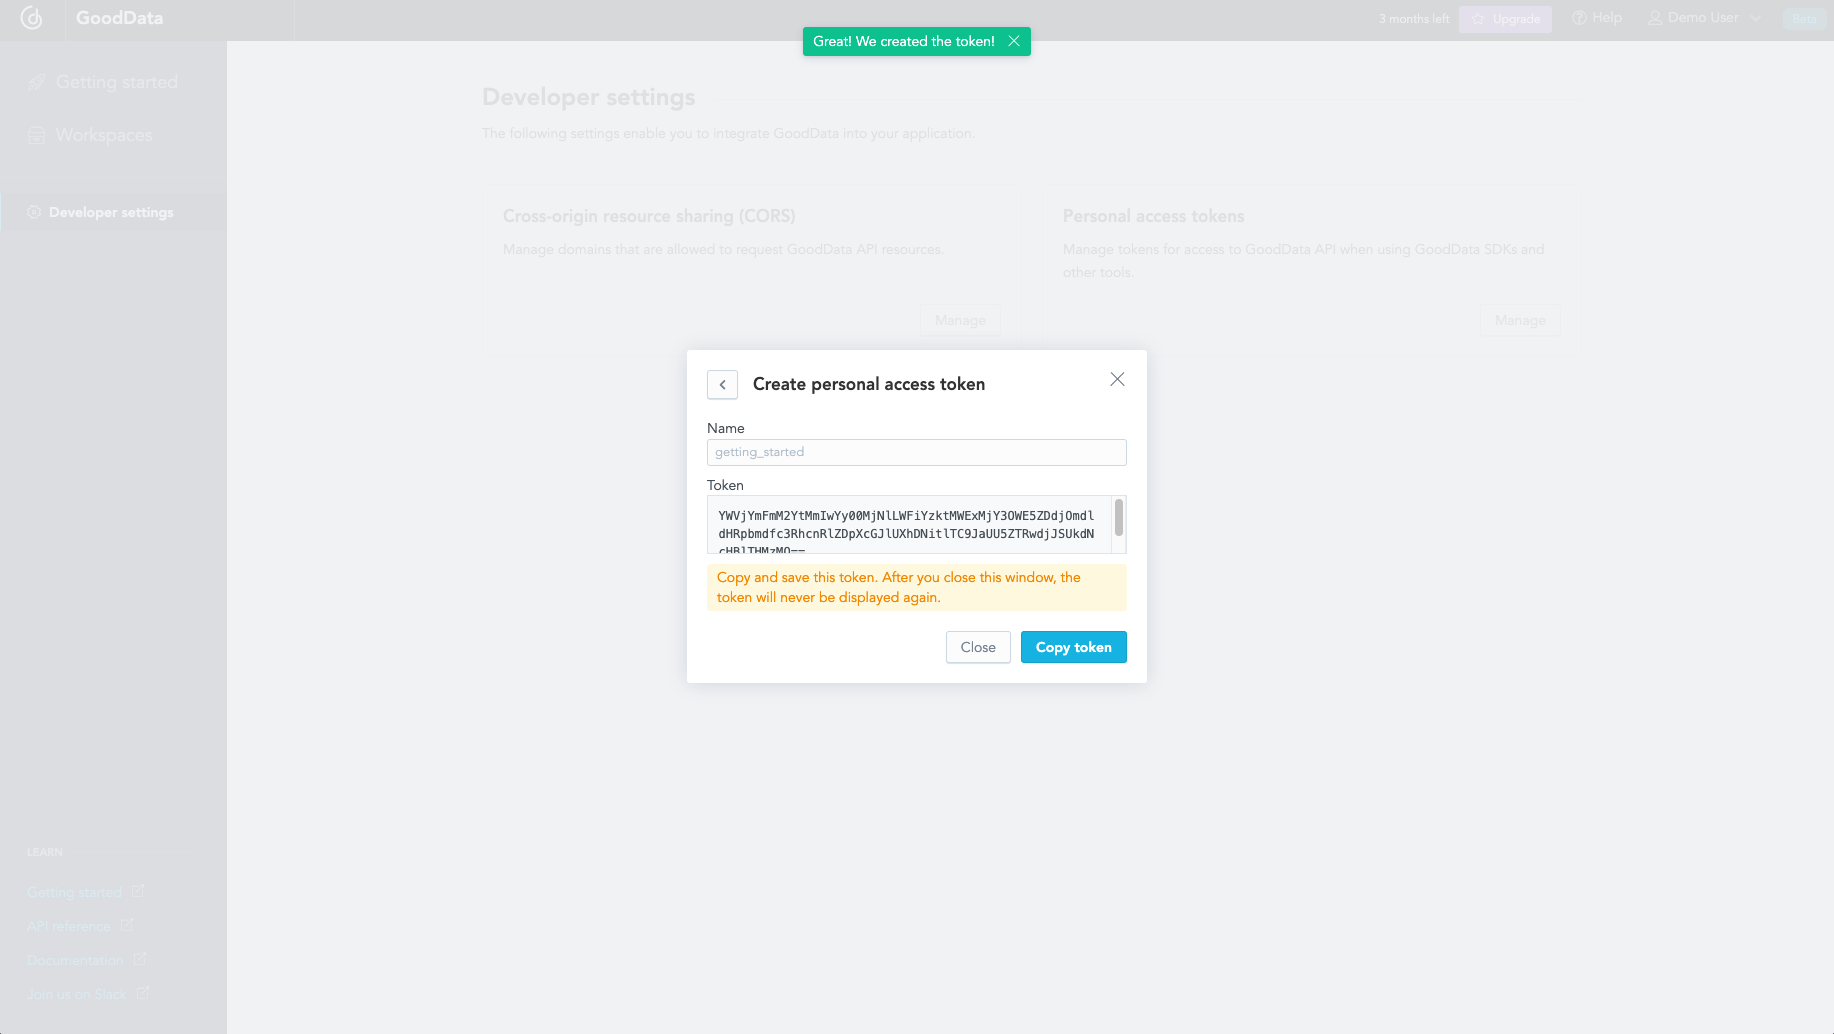 GoodData
3 months left
Upgrade
Help
Demo User
Beta
Great! We created the token!
Getting started
Workspaces
Developer settings
Developer settings
The following settings enable you to integrate GoodData into your application.
Cross-origin resource sharing (CORS)
Manage domains that are allowed to request GoodData API resources.
Manage
Personal access tokens
Manage tokens for access to GoodData API when using GoodData SDKs and
other tools.
Manage
Create personal access token
Name
getting_started
Token
YWVjYmFmM2YtMmIwYy00MjNlLWFiYzktMWExMjY3OWE5ZDdjOmdl
dHRpbmdfc3RhcnRlZDpXcGJlUXhDNitlTC9JaUU5ZTRwdjJSUkdN
cHBlTHMzMQ==
Copy and save this token. After you close this window, the
token will never be displayed again.
Close
Copy token
LEARN
Getting started
API reference
Documentation
Join us on Slack